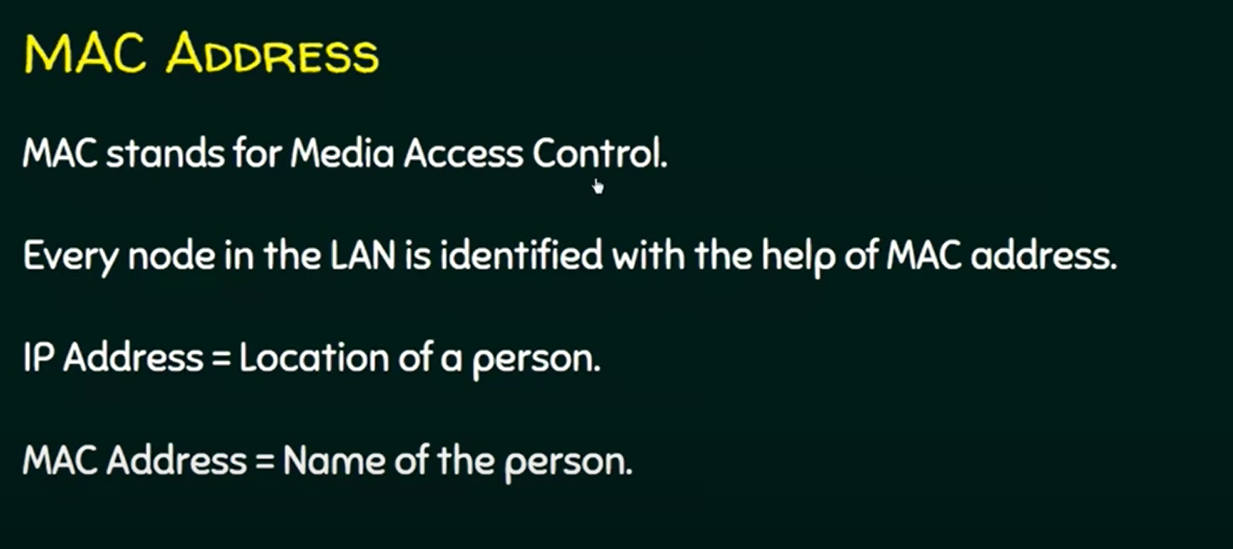 MAC ADDRESS
MAC stands for Media Access Control.
Every node in the LAN is identified with the help of MAC address.
IP Address = Location of a person.
MAC Address = Name of the person.